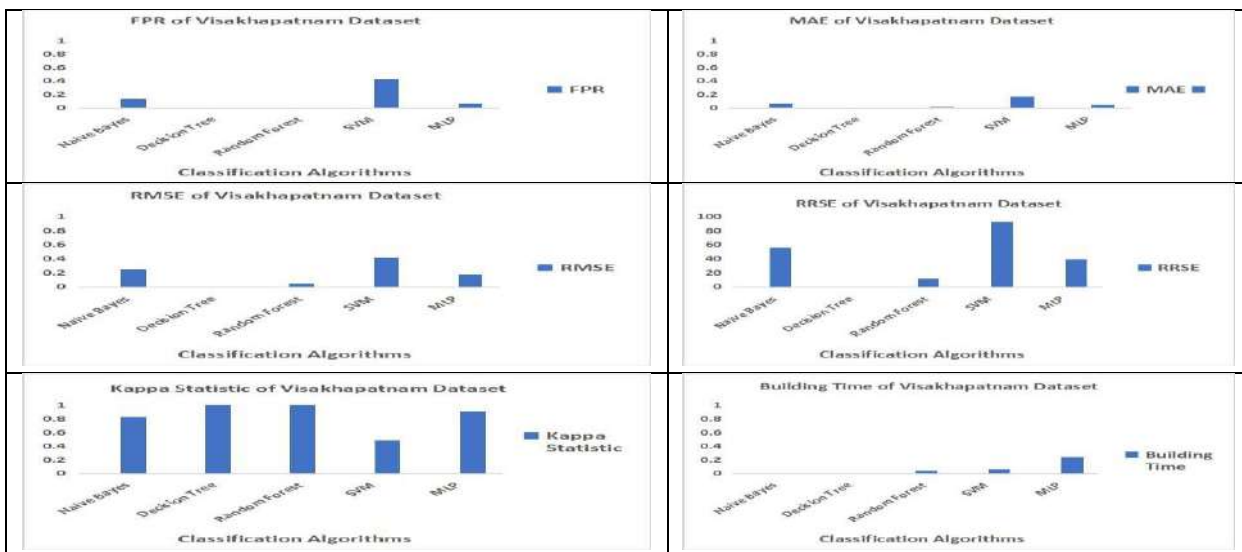 FPR of Visakhapatnam Dataset
1
0.8
0.6
0.4
0.2
0
FPR
Naive Bayes
Decision Tree
Random Forest
SVM
MLP
Classification Algorithms
MAE of Visakhapatnam Dataset
1
0.8
0.6
0.4
0.2
0
MAE
Naive Bayes
Decision Tree
Random Forest
SVM
MLP
Classification Algorithms
RMSE of Visakhapatnam Dataset
1
0.8
0.6
0.4
0.2
0
RMSE
Naive Bayes
Decision Tree
Random Forest
SVM
MLP
Classification Algorithms
RRSE of Visakhapatnam Dataset
100
80
60
40
20
0
RRSE
Naive Bayes
Decision Tree
Random Forest
SVM
MLP
Classification Algorithms
Kappa Statistic of Visakhapatnam Dataset
1
0.8
0.6
0.4
0.2
0
Kappa
Statistic
Naive Bayes
Decision Tree
Random Forest
SVM
MLP
Classification Algorithms
Building Time of Visakhapatnam Dataset
1
0.8
0.6
0.4
0.2
0
Building
Time
Naive Bayes
Decision Tree
Random Forest
SVM
MLP
Classification Algorithms